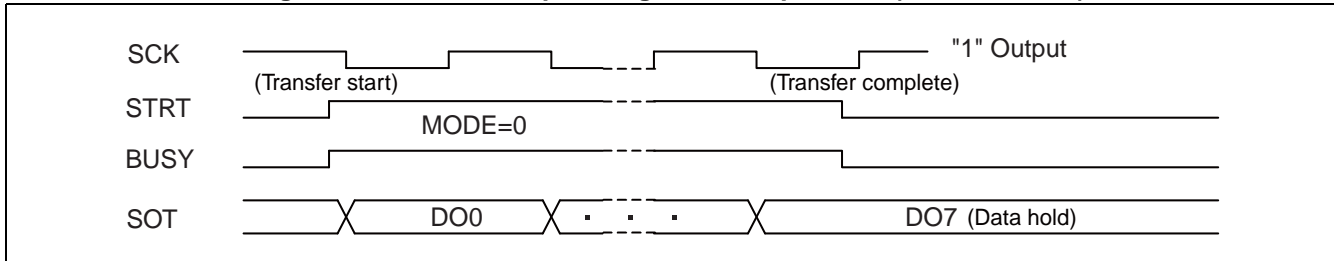 SCK "1" Output
(Transfer start) (Transfer complete)
STRT
MODE=0
BUSY
SOT DO0 . . . DO7 (Data hold)